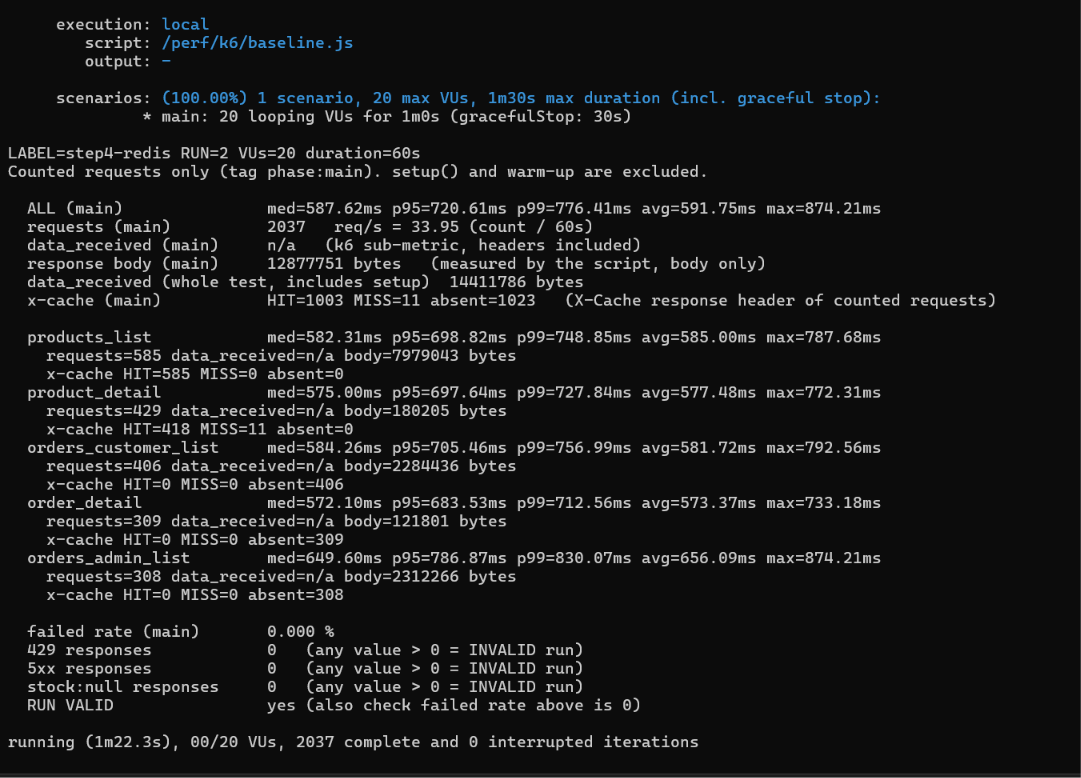 execution: local
script: /perf/k6/baseline.js
output: -
scenarios: (100.00%) 1 scenario, 20 max VUs, 1m30s max duration (incl. graceful stop):
* main: 20 looping VUs for 1m0s (gracefulStop: 30s)
LABEL=step4-redis RUN=2 VUs=20 duration=60s
Counted requests only (tag phase:main). setup() and warm-up are excluded.
ALL (main) med=587.62ms p95=720.61ms p99=776.41ms avg=591.75ms max=874.21ms
requests (main) 2037 req/s = 33.95 (count / 60s)
data_received (main) n/a (k6 sub-metric, headers included)
response body (main) 12877751 bytes (measured by the script, body only)
data_received (whole test, includes setup) 14411786 bytes
x-cache (main) HIT=1003 MISS=11 absent=1023 (X-Cache response header of counted requests)
products_list med=582.31ms p95=698.82ms p99=748.85ms avg=585.00ms max=787.68ms
requests=585 data_received=n/a body=7979043 bytes
x-cache HIT=585 MISS=0 absent=0
product_detail med=575.00ms p95=697.64ms p99=727.84ms avg=577.48ms max=772.31ms
requests=429 data_received=n/a body=180205 bytes
x-cache HIT=418 MISS=11 absent=0
orders_customer_list med=584.26ms p95=705.46ms p99=756.99ms avg=581.72ms max=792.56ms
requests=406 data_received=n/a body=2284436 bytes
x-cache HIT=0 MISS=0 absent=406
order_detail med=572.10ms p95=683.53ms p99=712.56ms avg=573.37ms max=733.18ms
requests=309 data_received=n/a body=121801 bytes
x-cache HIT=0 MISS=0 absent=309
orders_admin_list med=649.60ms p95=786.87ms p99=830.07ms avg=656.09ms max=874.21ms
requests=308 data_received=n/a body=2312266 bytes
x-cache HIT=0 MISS=0 absent=308
failed rate (main) 0.000 %
429 responses 0 (any value > 0 = INVALID run)
5xx responses 0 (any value > 0 = INVALID run)
stock:null responses 0 (any value > 0 = INVALID run)
RUN VALID yes (also check failed rate above is 0)
running (1m22.3s), 00/20 VUs, 2037 complete and 0 interrupted iterations